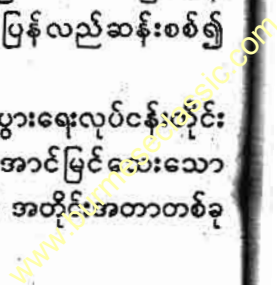 ပြန်လည်ဆန်းစစ်၍
ပွားရေးလုပ်ငန်းတိုင်း
အောင်မြင်သေးသော
အတိုင်းအတာတစ်ခု
www.burmeseclassic.com